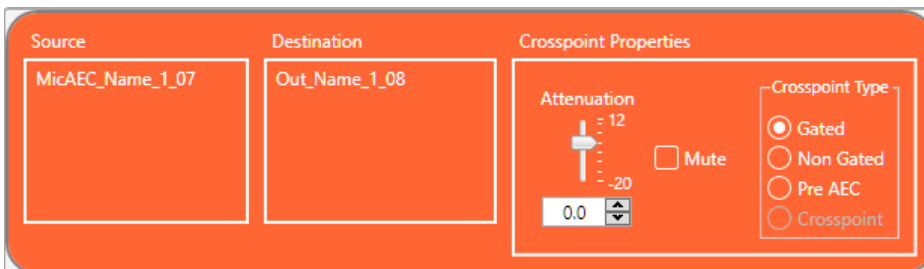 Source
Destination
Crosspoint Properties
MicAEC_Name_1_07
Out_Name_1_08
Attenuation
12
-20
0.0
Mute
Crosspoint Type
Gated
Non Gated
Pre AEC
Crosspoint